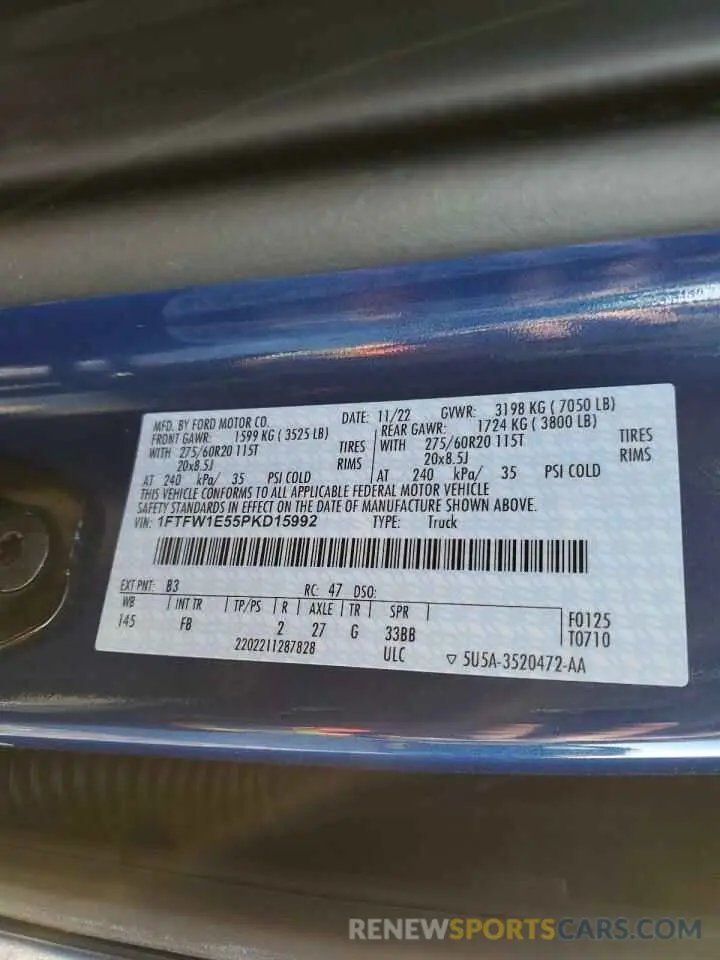 MFD. BY FORD MOTOR CO. DATE: 11/22 GVWR: 3198 KG ( 7050 LB)
FRONT GAWR: 1599 KG ( 3525 LB) REAR GAWR: 1724 KG ( 3800 LB)
WITH 275/60R20 115T TIRES WITH 275/60R20 115T TIRES
20x8.5J RIMS 20x8.5J RIMS
AT 240 kPa/ 35 PSI COLD AT 240 kPa/ 35 PSI COLD
THIS VEHICLE CONFORMS TO ALL APPLICABLE FEDERAL MOTOR VEHICLE
SAFETY STANDARDS IN EFFECT ON THE DATE OF MANUFACTURE SHOWN ABOVE.
VIN: 1FTFW1E55PKD15992 TYPE: Truck
EXT PNT: B3 RC: 47 DSO:
WB INT TR TP/PS R AXLE TR SPR F0125
145 FB 2 27 G 33BB T0710
2202211287828 ULC ▽ 5U5A-3520472-AA
RENEWSPORTSCARS.COM